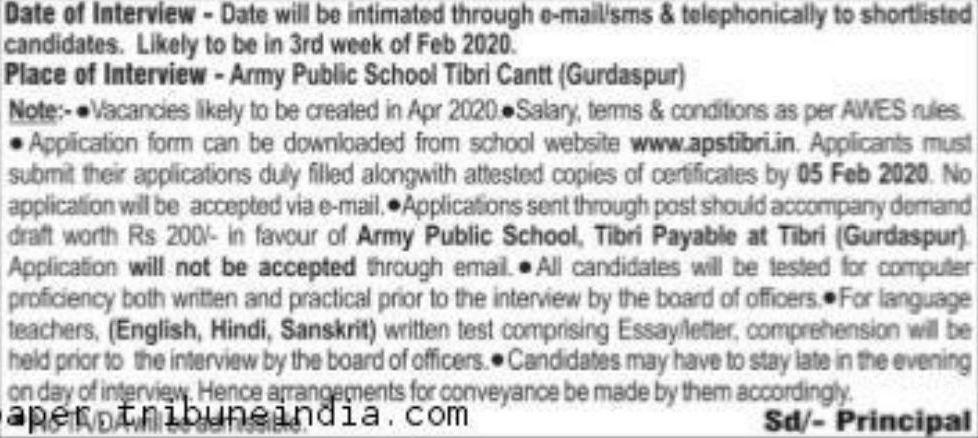 Date of Interview - Date will be intimated through e-mail/sms & telephonically to shortlisted
candidates. Likely to be in 3rd week of Feb 2020.
Place of Interview - Army Public School Tibri Cantt (Gurdaspur)
Note:- ●Vacancies likely to be created in Apr 2020.●Salary, terms & conditions as per AWES rules.
● Application form can be downloaded from school website www.apstibri.in. Applicants must
submit their applications duly filled alongwith attested copies of certificates by 05 Feb 2020. No
application will be accepted via e-mail.●Applications sent through post should accompany demand
draft worth Rs 200/- in favour of Army Public School, Tibri Payable at Tibri (Gurdaspur).
Application will not be accepted through email.●All candidates will be tested for computer
proficiency both written and practical prior to the interview by the board of officers.●For language
teachers, (English, Hindi, Sanskrit) written test comprising Essay/letter, comprehension will be
held prior to the interview by the board of officers.●Candidates may have to stay late in the evening
on day of interview. Hence arrangements for conveyance be made by them accordingly.
●No TA/DA will be admissible.
aper.tribuneindia.com
Sd/- Principal